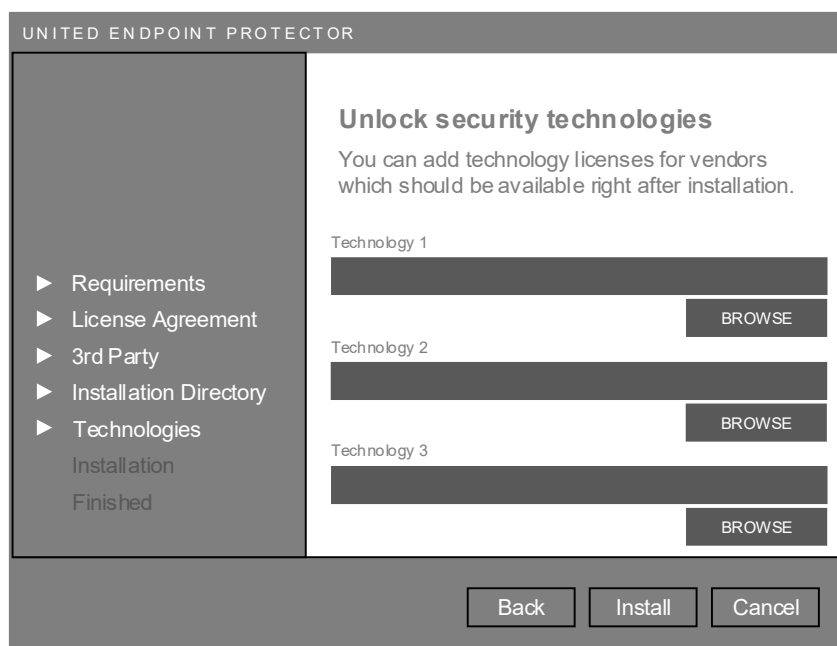 UNITED ENDPOINT PROTECTOR
Unlock security technologies
You can add technology licenses for vendors
which should be available right after installation.
Requirements
License Agreement
3rd Party
Installation Directory
Technologies
Installation
Finished
Technology 1
BROWSE
Technology 2
BROWSE
Technology 3
BROWSE
Back
Install
Cancel